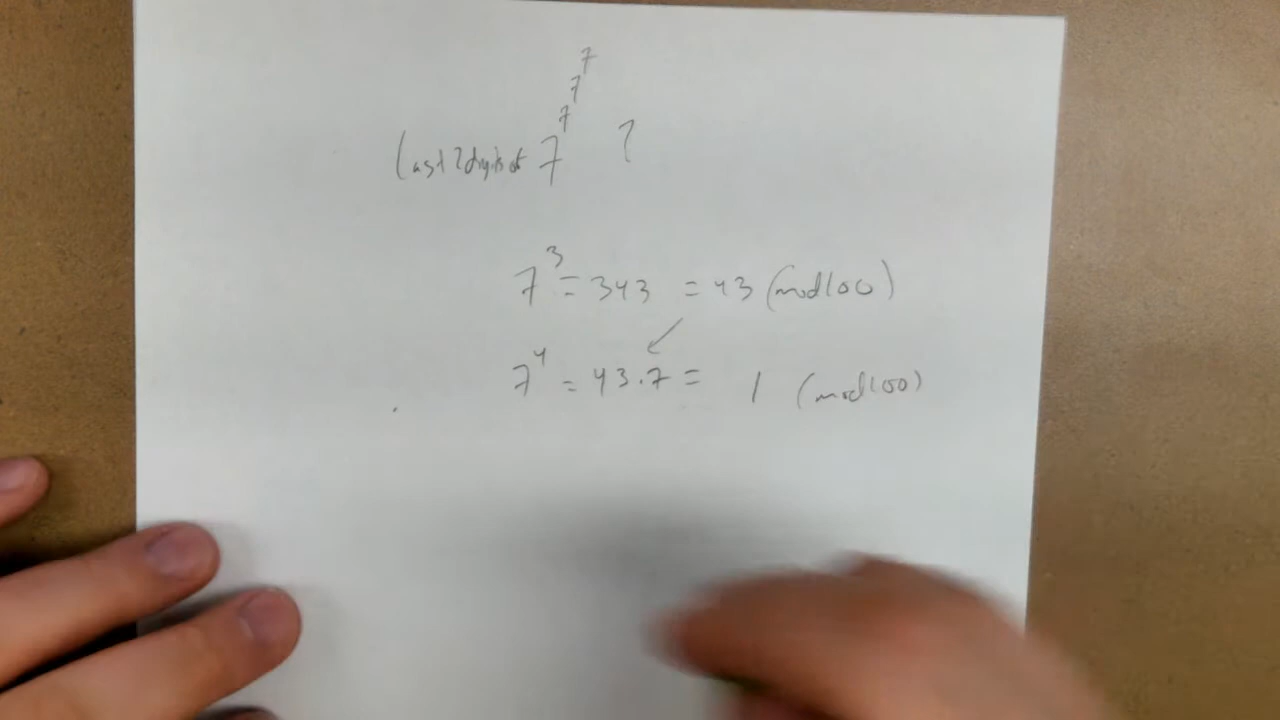 last 2 digits of 7^7^7^7 ?
7^3 = 343 = 43 (mod 100)
7^4 = 43.7 = 1 (mod 100)